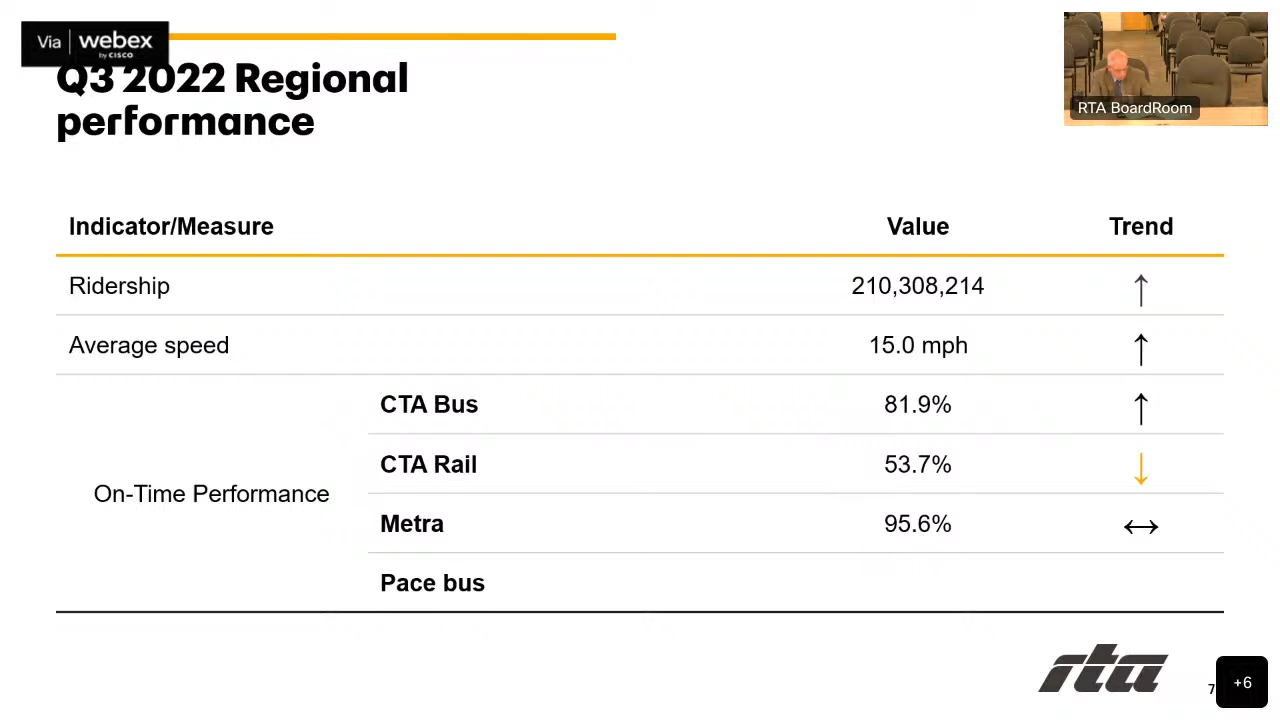 Via webex
by CISCO
Q3 2022 Regional
performance
RTA BoardRoom
Indicator/Measure Value Trend
Ridership 210,308,214 ↑
Average speed 15.0 mph ↑
On-Time Performance
CTA Bus 81.9% ↑
CTA Rail 53.7% ↓
Metra 95.6% ↔
Pace bus
rta
7
+6